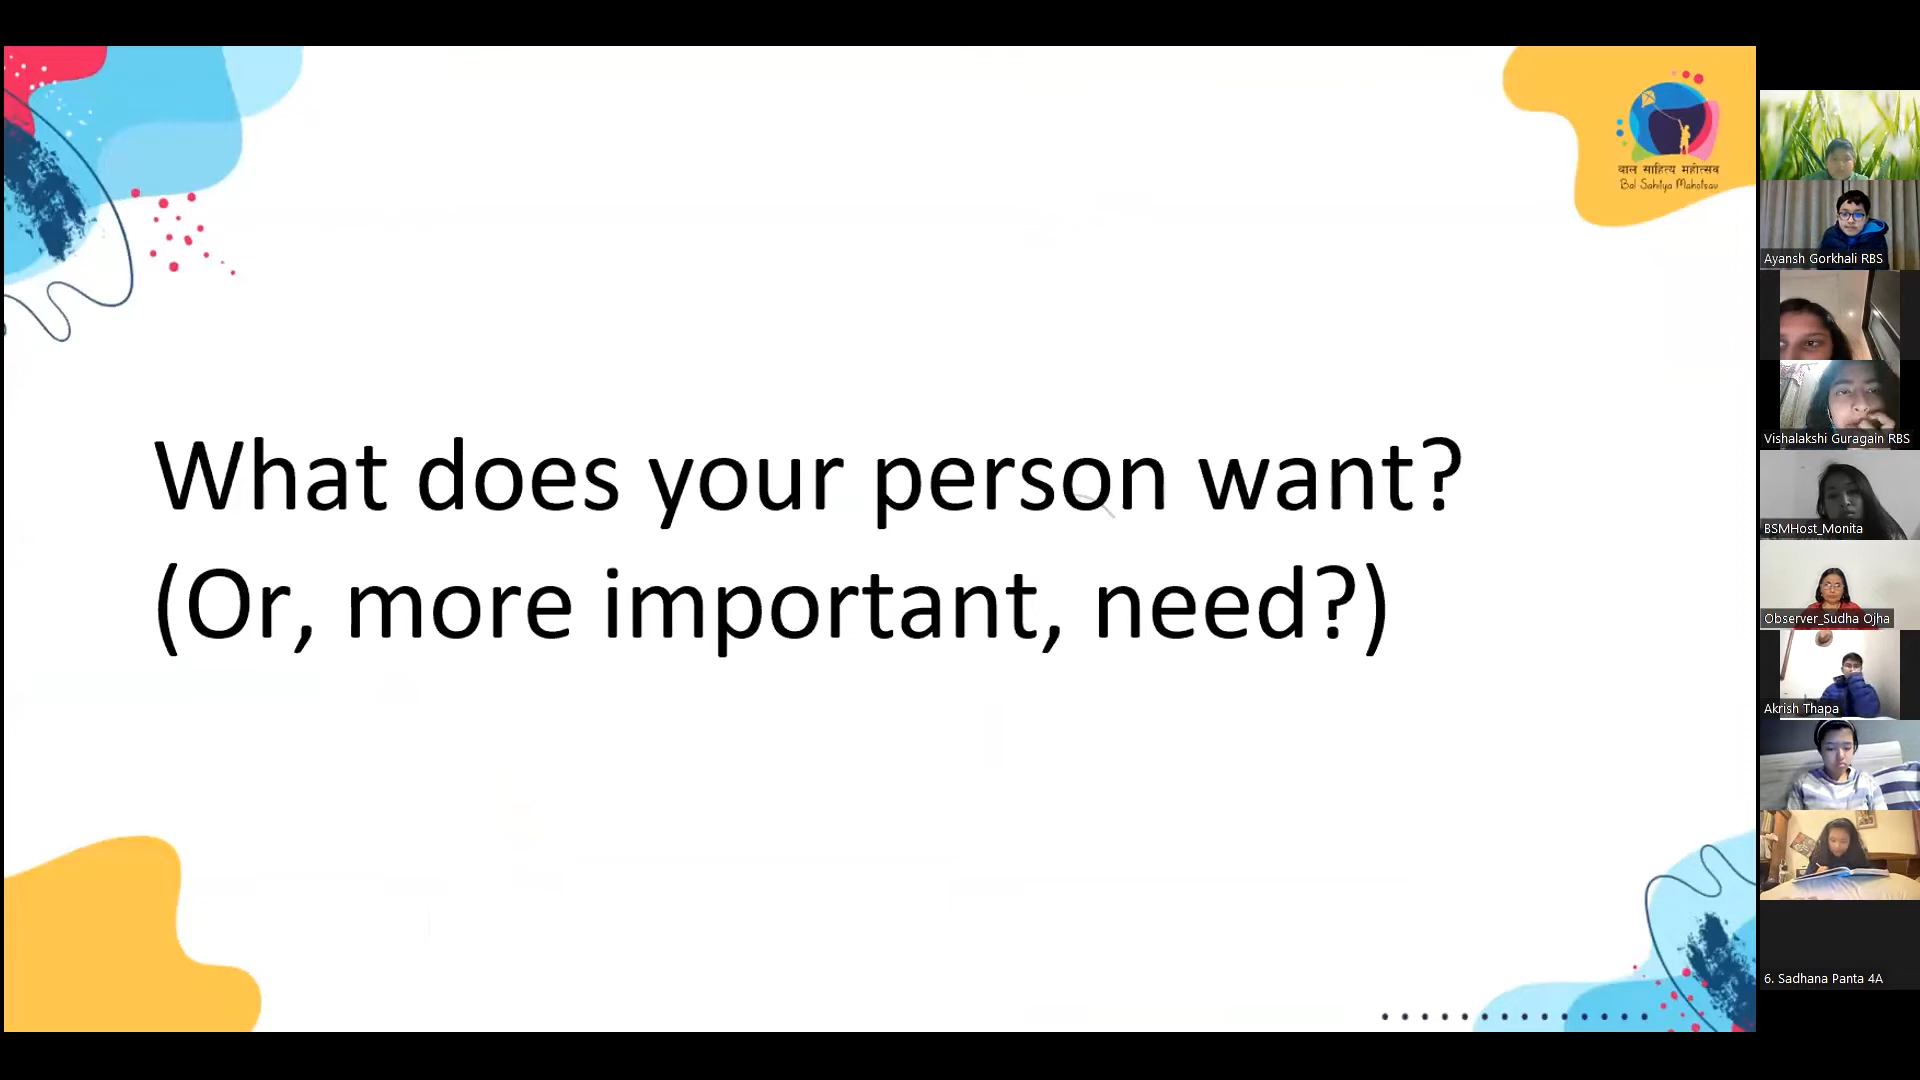 बाल साहित्य महोत्सव
Bal Sahitya Mahotsav
What does your person want?
(Or, more important, need?)
Ayansh Gorkhali RBS
Vishalakshi Guragain RBS
BSMHost_Monita
Observer_Sudha Ojha
Akrish Thapa
6. Sadhana Panta 4A